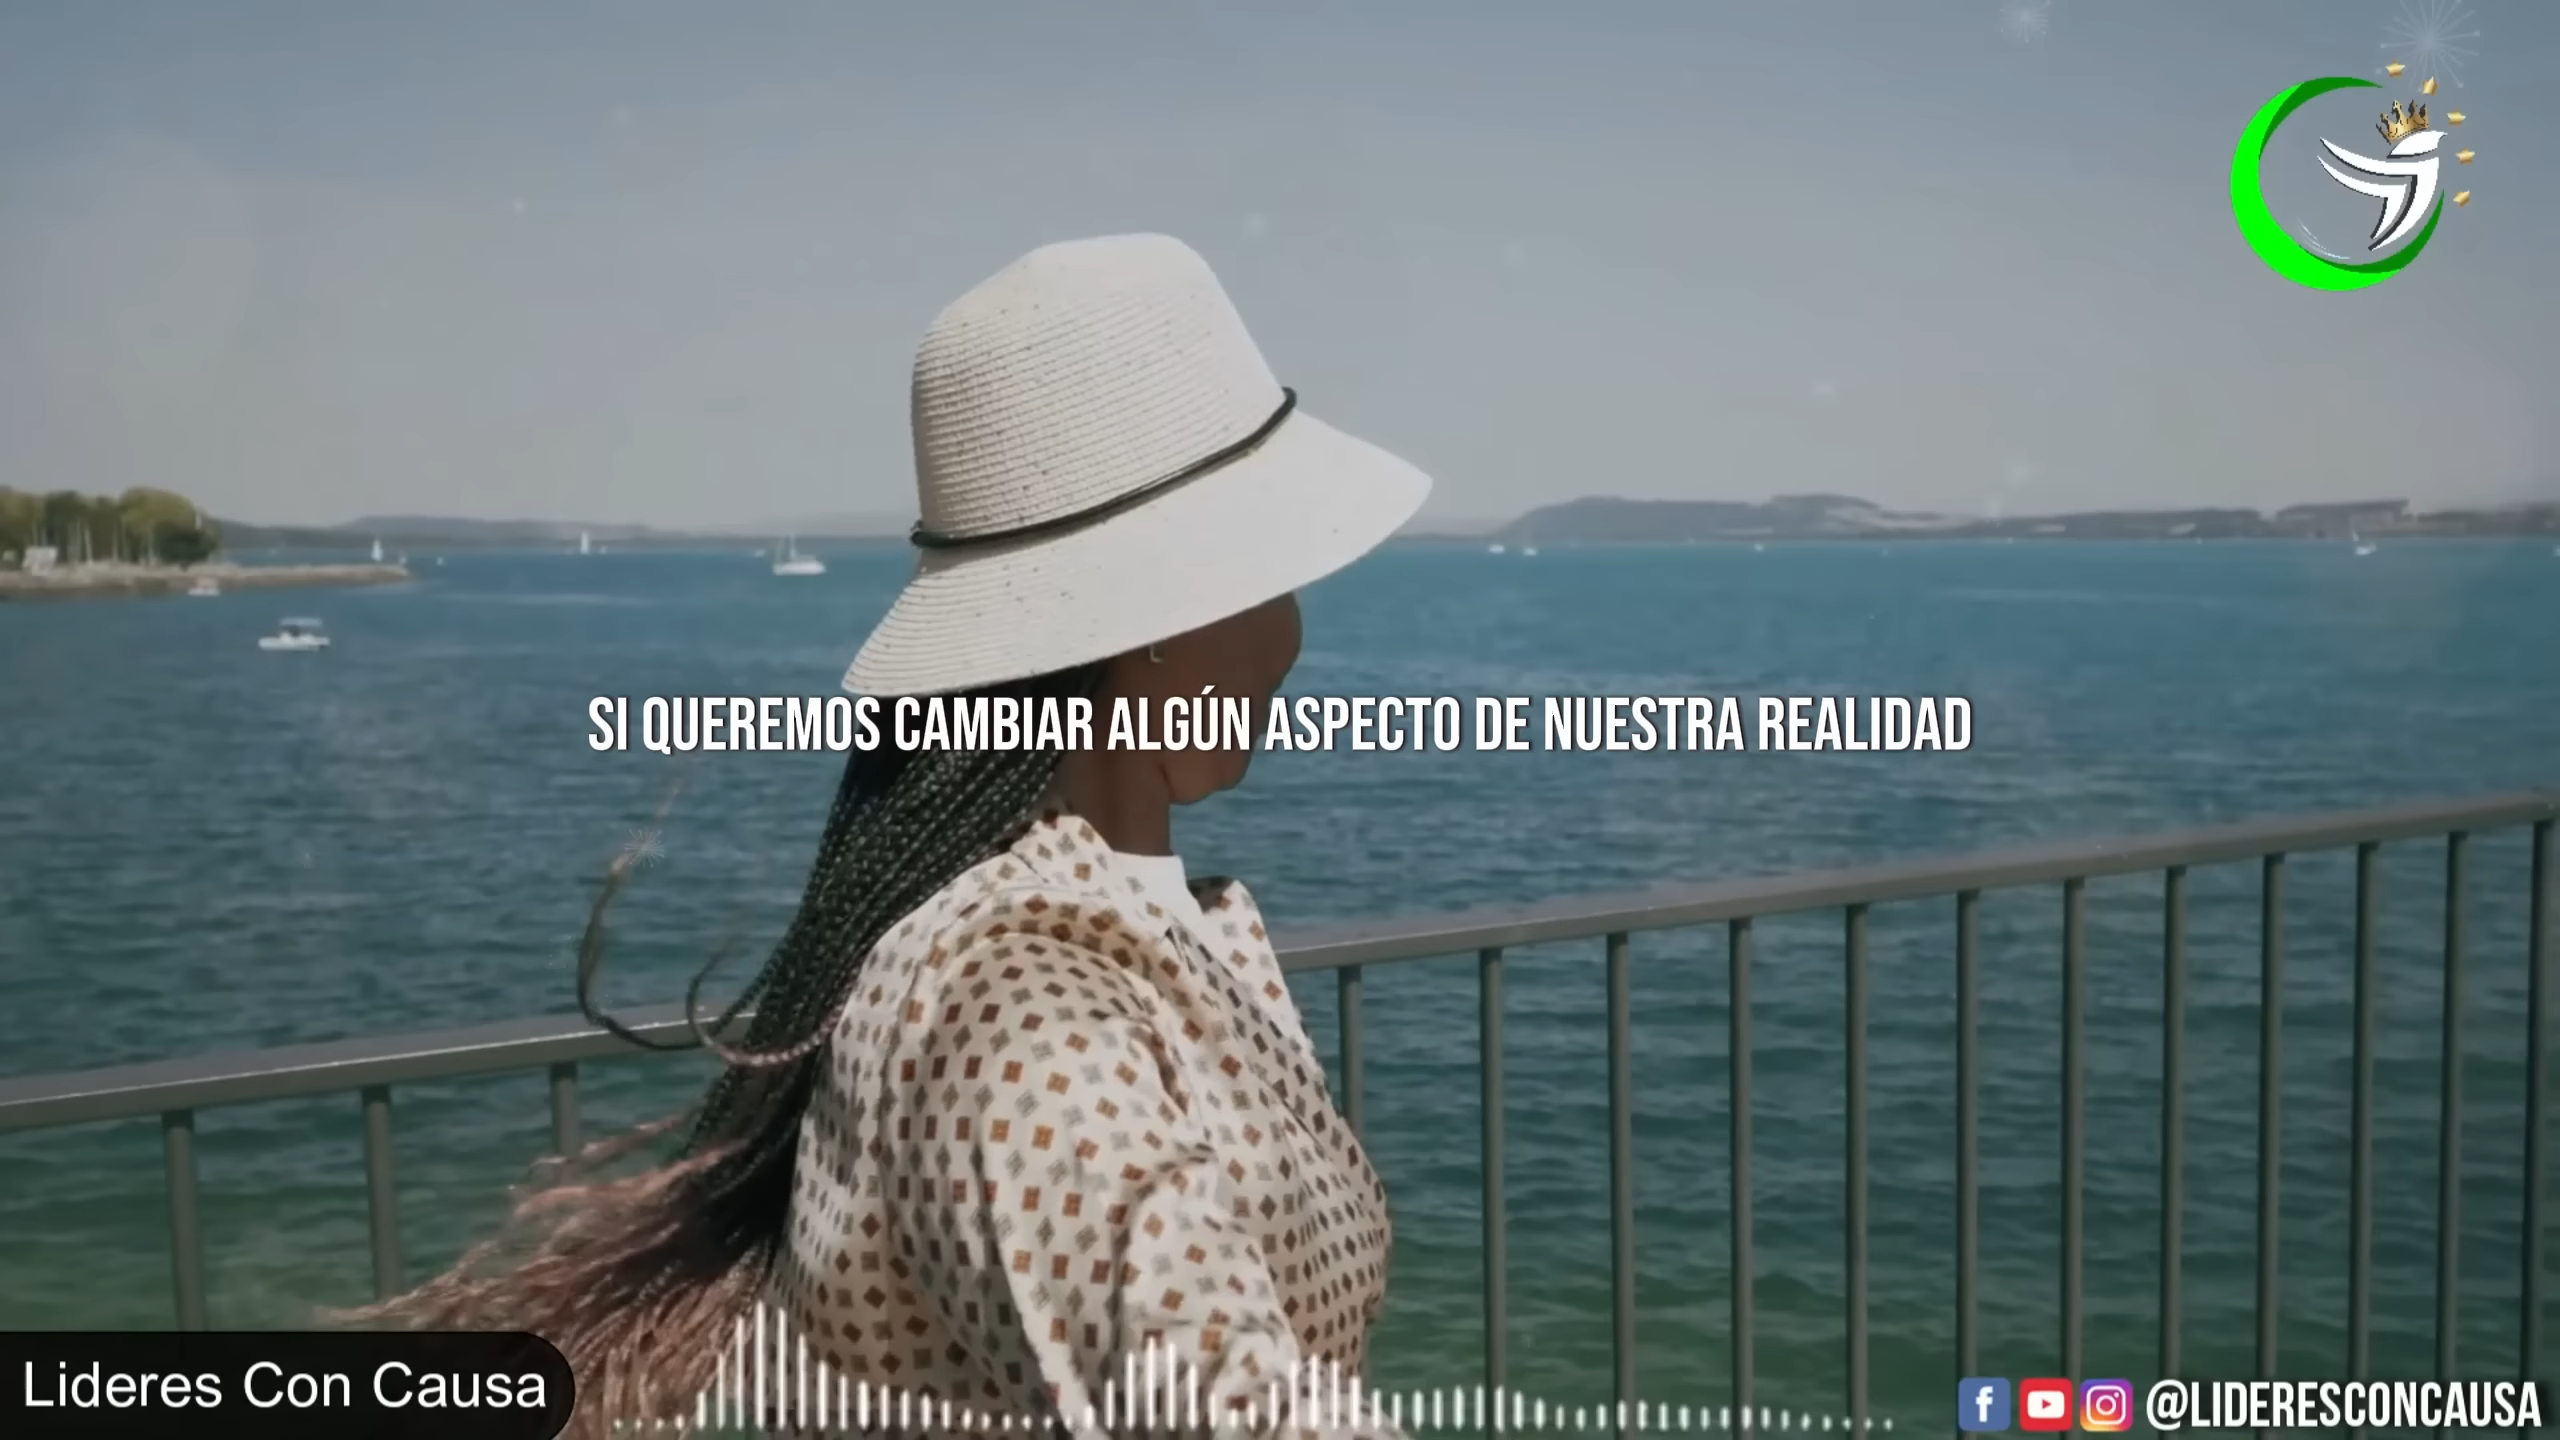 SI QUEREMOS CAMBIAR ALGÚN ASPECTO DE NUESTRA REALIDAD
Lideres Con Causa
@LIDERESCONCAUSA